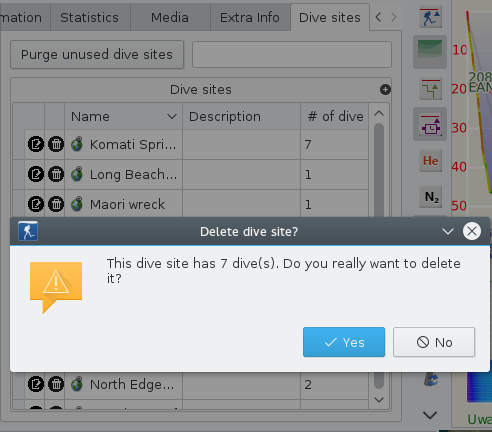 mation Statistics Media Extra Info Dive sites
Purge unused dive sites
Dive sites
Name Description # of dive
Komati Spri... 7
Long Beach... 1
Maori wreck 1
Delete dive site?
This dive site has 7 dive(s). Do you really want to delete
it?
Yes No
North Edge... 2
10
208
EAN
20
30
He
N₂
50
Uwa